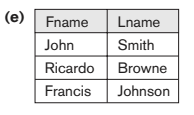 (e)
Fname Lname
John Smith
Ricardo Browne
Francis Johnson